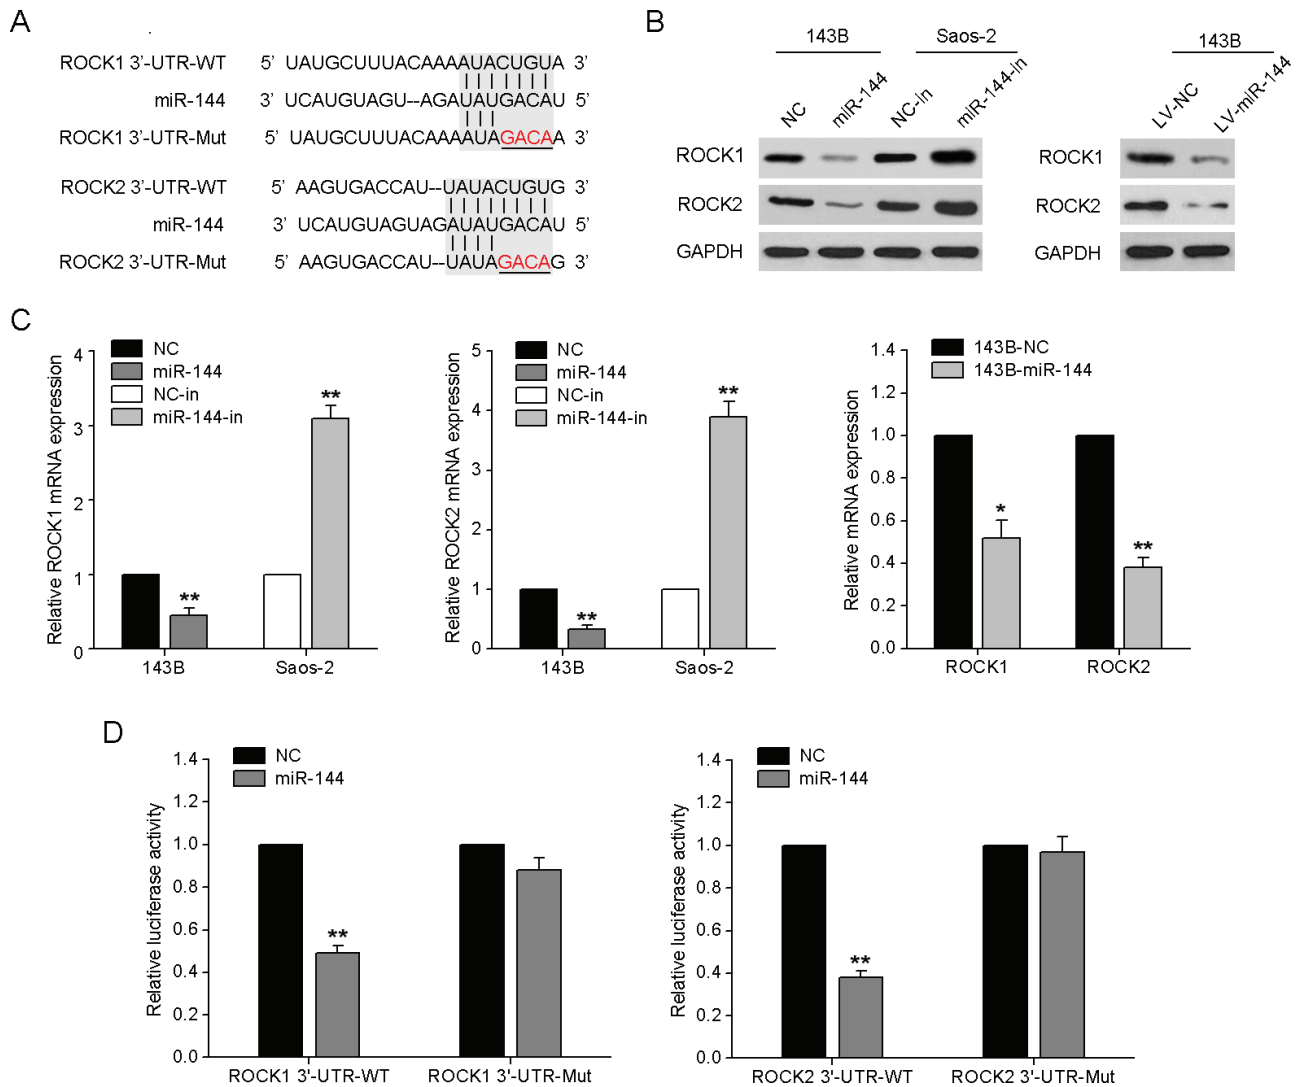 A
ROCK1 3'-UTR-WT 5' UAUGCUUUACAAAAUACUGUA 3'
miR-144 3' UCAUGUAGU--AGAUAUGACAU 5'
ROCK1 3'-UTR-Mut 5' UAUGCUUUACAAAAUAGACAA 3'
ROCK2 3'-UTR-WT 5' AAGUGACCAU--UAUACUGUG 3'
miR-144 3' UCAUGUAGUAGAUAUGACAU 5'
ROCK2 3'-UTR-Mut 5' AAGUGACCAU--UAUAGACAG 3'
B
143B Saos-2 143B
NC miR-144 NC-in miR-144-in LV-NC LV-miR-144
ROCK1 ROCK1
ROCK2 ROCK2
GAPDH GAPDH
C
Relative ROCK1 mRNA expression
4
3
2
1
0
NC
miR-144
NC-in
miR-144-in
**
**
143B Saos-2
Relative ROCK2 mRNA expression
5
4
3
2
1
0
NC
miR-144
NC-in
miR-144-in
**
**
143B Saos-2
Relative mRNA expression
1.4
1.2
1.0
0.8
0.6
0.4
0.2
0.0
143B-NC
143B-miR-144
*
**
ROCK1 ROCK2
D
Relative luciferase activity
1.4
1.2
1.0
0.8
0.6
0.4
0.2
0.0
NC
miR-144
**
ROCK1 3'-UTR-WT ROCK1 3'-UTR-Mut
Relative luciferase activity
1.4
1.2
1.0
0.8
0.6
0.4
0.2
0.0
NC
miR-144
**
ROCK2 3'-UTR-WT ROCK2 3'-UTR-Mut